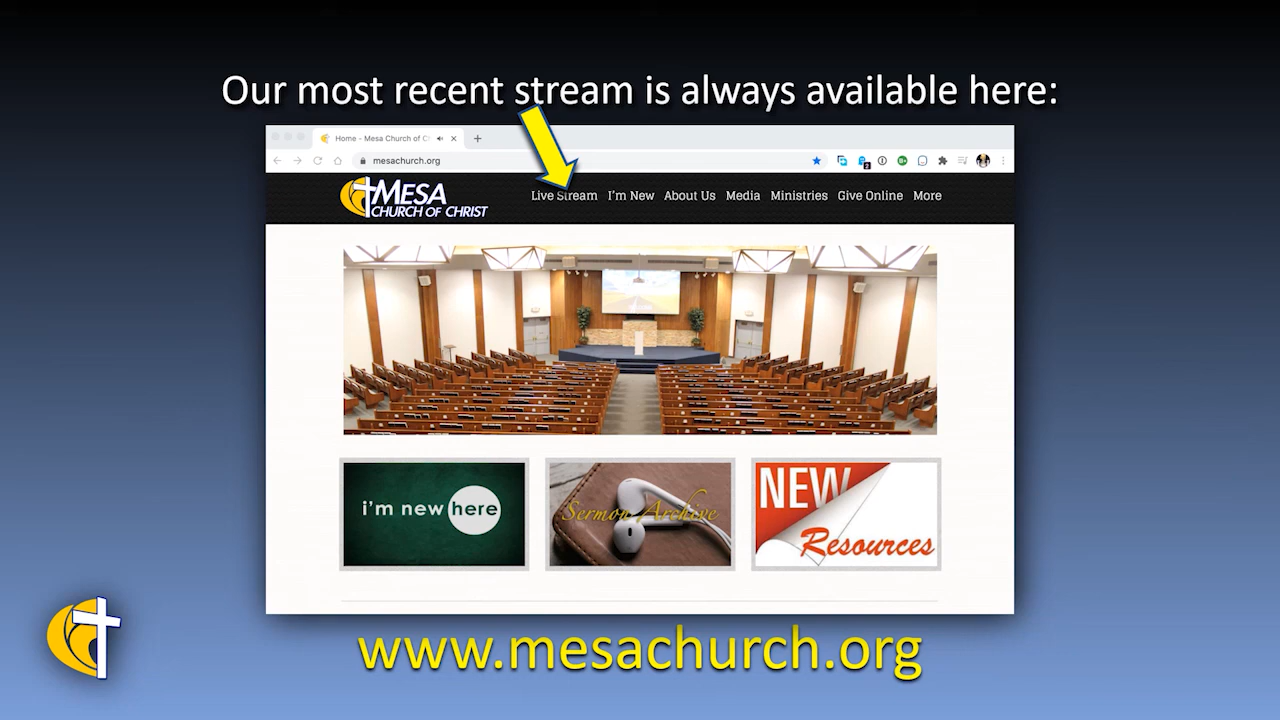 Our most recent stream is always available here:
Home - Mesa Church of C
mesachurch.org
MESA
CHURCH OF CHRIST
Live Stream I'm New About Us Media Ministries Give Online More
i'm new here
Sermon Archive
NEW
Resources
www.mesachurch.org